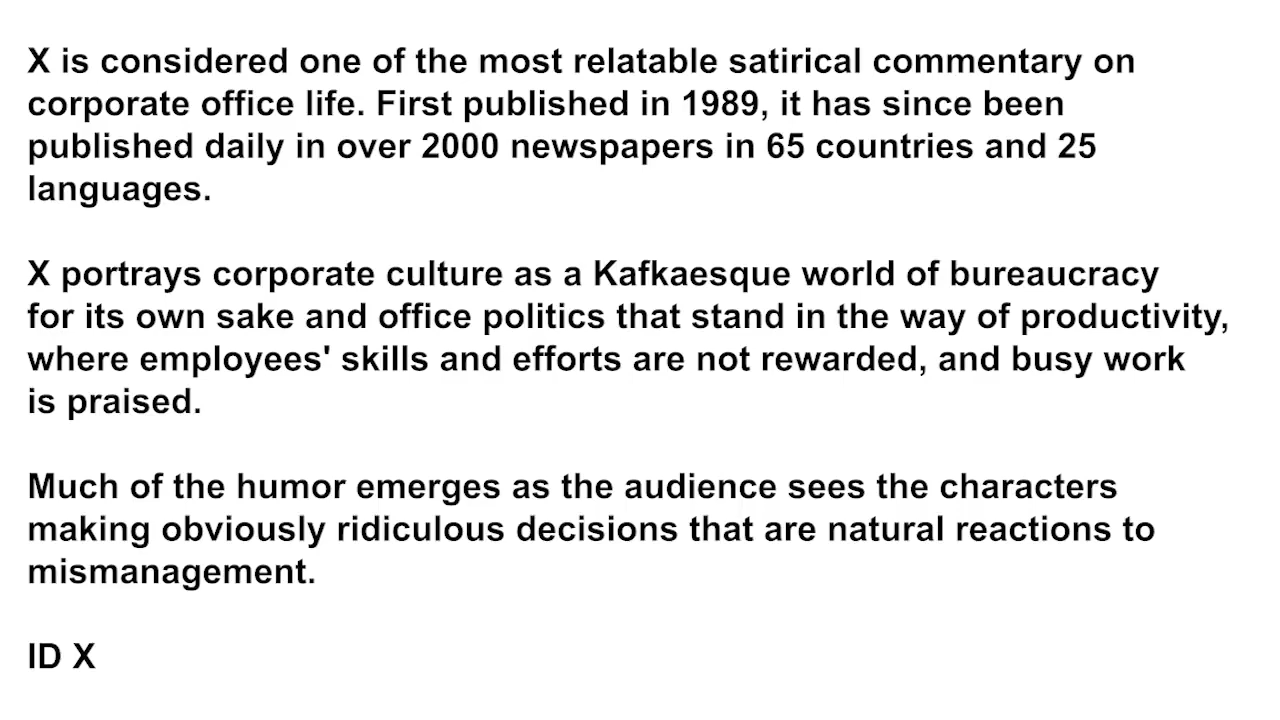 X is considered one of the most relatable satirical commentary on
corporate office life. First published in 1989, it has since been
published daily in over 2000 newspapers in 65 countries and 25
languages.
X portrays corporate culture as a Kafkaesque world of bureaucracy
for its own sake and office politics that stand in the way of productivity,
where employees' skills and efforts are not rewarded, and busy work
is praised.
Much of the humor emerges as the audience sees the characters
making obviously ridiculous decisions that are natural reactions to
mismanagement.
ID X